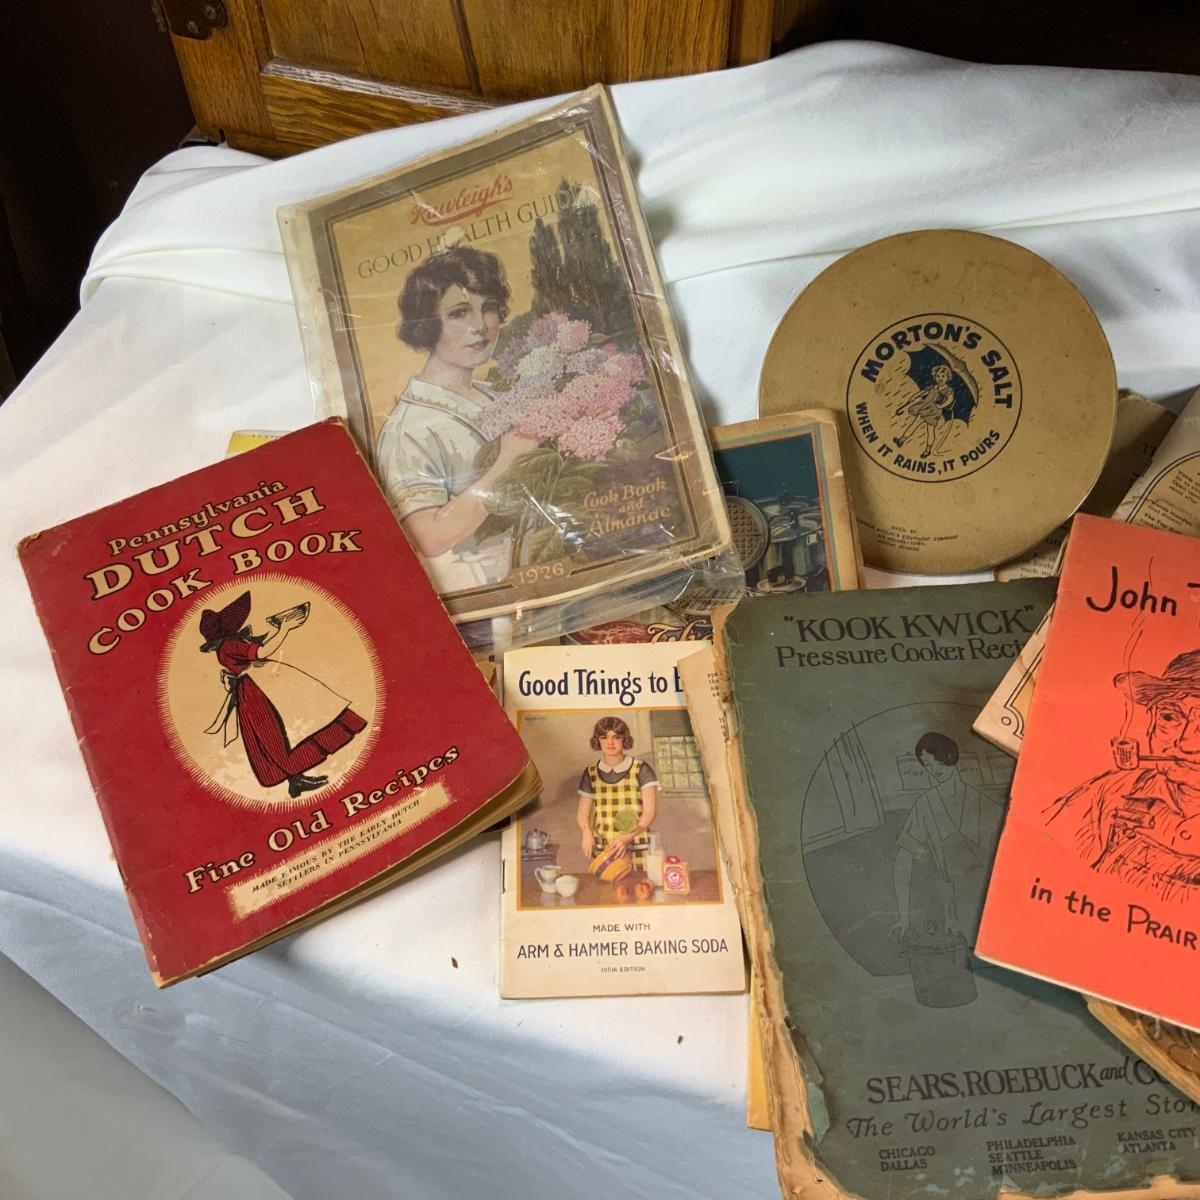 Rawleigh's
GOOD HEALTH GUIDE
Cook Book
and
Almanac
1926
MORTON'S SALT
WHEN IT RAINS, IT POURS
Pennsylvania
DUTCH
COOK BOOK
Fine Old Recipes
MADE FAMOUS BY THE EARLY DUTCH
SETTLERS IN PENNSYLVANIA
Good Things to E
MADE WITH
ARM & HAMMER BAKING SODA
105th EDITION
"KOOK KWICK"
Pressure Cooker Reci
SEARS, ROEBUCK and CO
The World's Largest Sto
CHICAGO
DALLAS
PHILADELPHIA
SEATTLE
MINNEAPOLIS
KANSAS CITY
ATLANTA
John
in the PRAIR